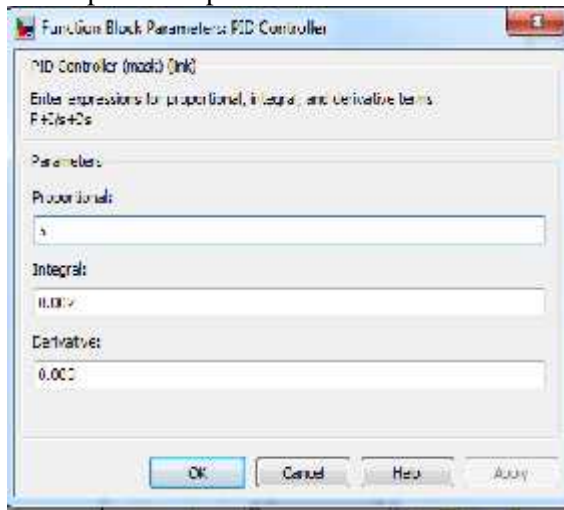 Function Block Parameters: PID Controller
PID Controller (mask) (link)
Enter expressions for proportional, integral, and derivative terms.
P+I/s+Ds
Parameters
Proportional:
Integral:
Derivative:
OK Cancel Help Apply